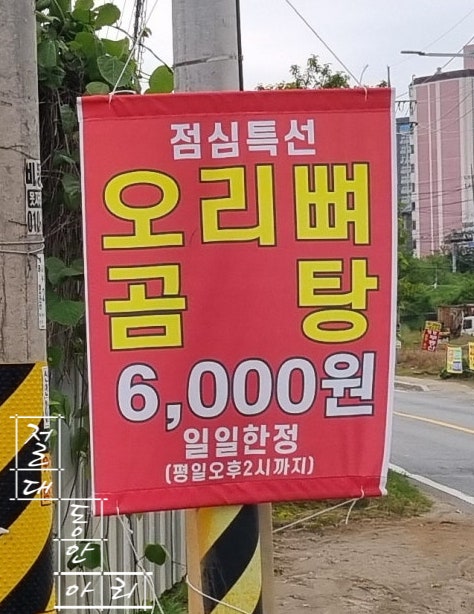 점심특선
오리뼈
곰탕
6,000원
일일한정
(평일오후2시까지)
절대
동안
아리